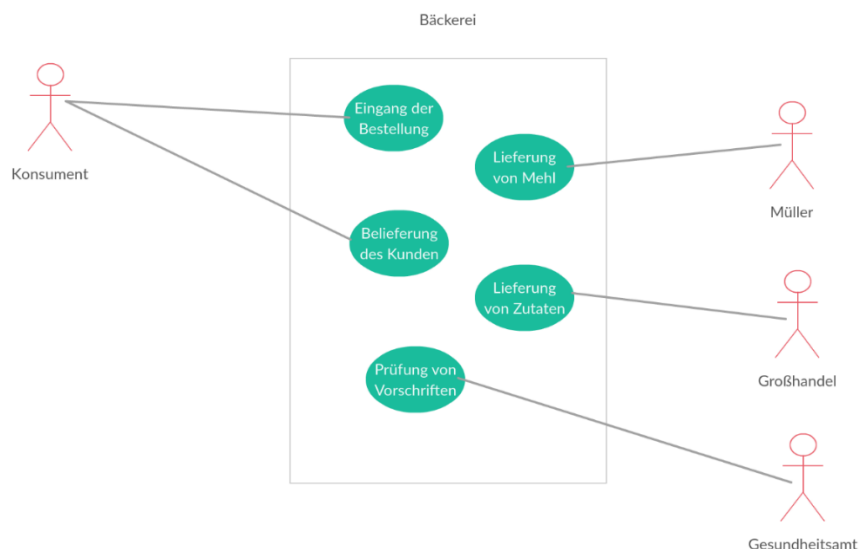 Bäckerei
Eingang der
Bestellung
Konsument
Lieferung
von Mehl
Müller
Belieferung
des Kunden
Lieferung
von Zutaten
Großhandel
Prüfung von
Vorschriften
Gesundheitsamt